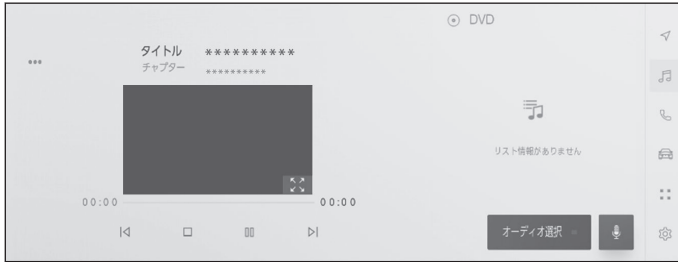 DVD
タイトル **********
チャプター **********
リスト情報がありません
00:00 00:00
オーディオ選択